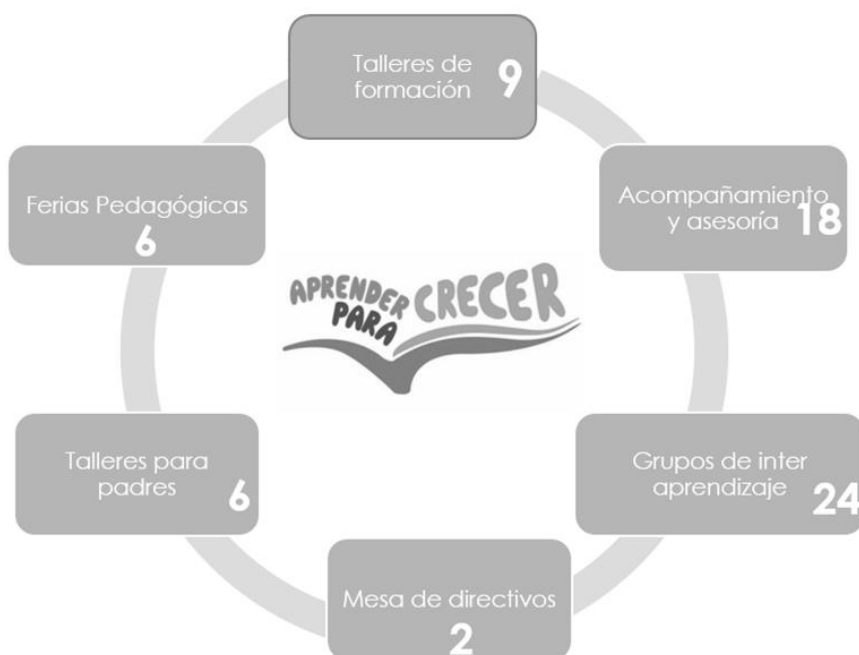 Talleres de
formación
9
Acompañamiento
y asesoría
18
Grupos de inter
aprendizaje
24
Mesa de directivos
2
Talleres para
padres
6
Ferias Pedagógicas
6
APRENDER
PARA
CRECER